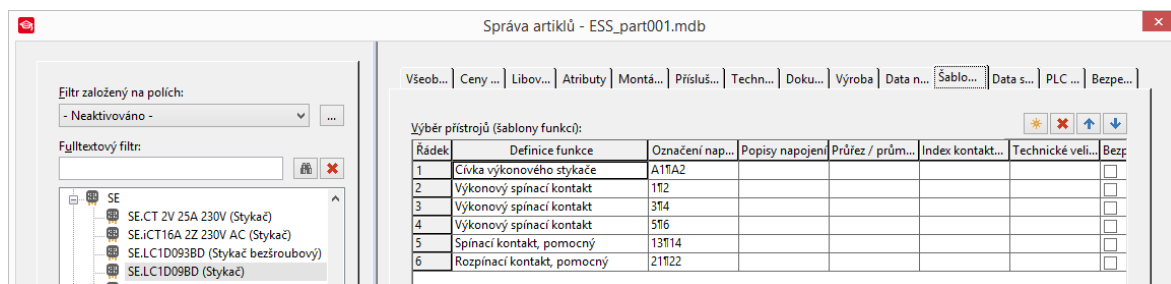 Správa artiklů - ESS_part001.mdb
Filtr založený na polích:
- Neaktivováno -
...
Fulltextový filtr:
SE
SE.CT 2V 25A 230V (Stykač)
SE.iCT16A 2Z 230V AC (Stykač)
SE.LC1D093BD (Stykač bezšroubový)
SE.LC1D09BD (Stykač)
Všeob... Ceny ... Libov... Atributy Montá... Přísluš... Techn... Doku... Výroba Data n... Šablo... Data s... PLC ... Bezpe...
Výběr přístrojů (šablony funkcí):
Řádek Definice funkce Označení nap... Popisy napojení Průřez / prům... Index kontakt... Technické veli... Bezp
1 Cívka výkonového stykače A1¶A2
2 Výkonový spínací kontakt 1¶2
3 Výkonový spínací kontakt 3¶4
4 Výkonový spínací kontakt 5¶6
5 Spínací kontakt, pomocný 13¶14
6 Rozpínací kontakt, pomocný 21¶22